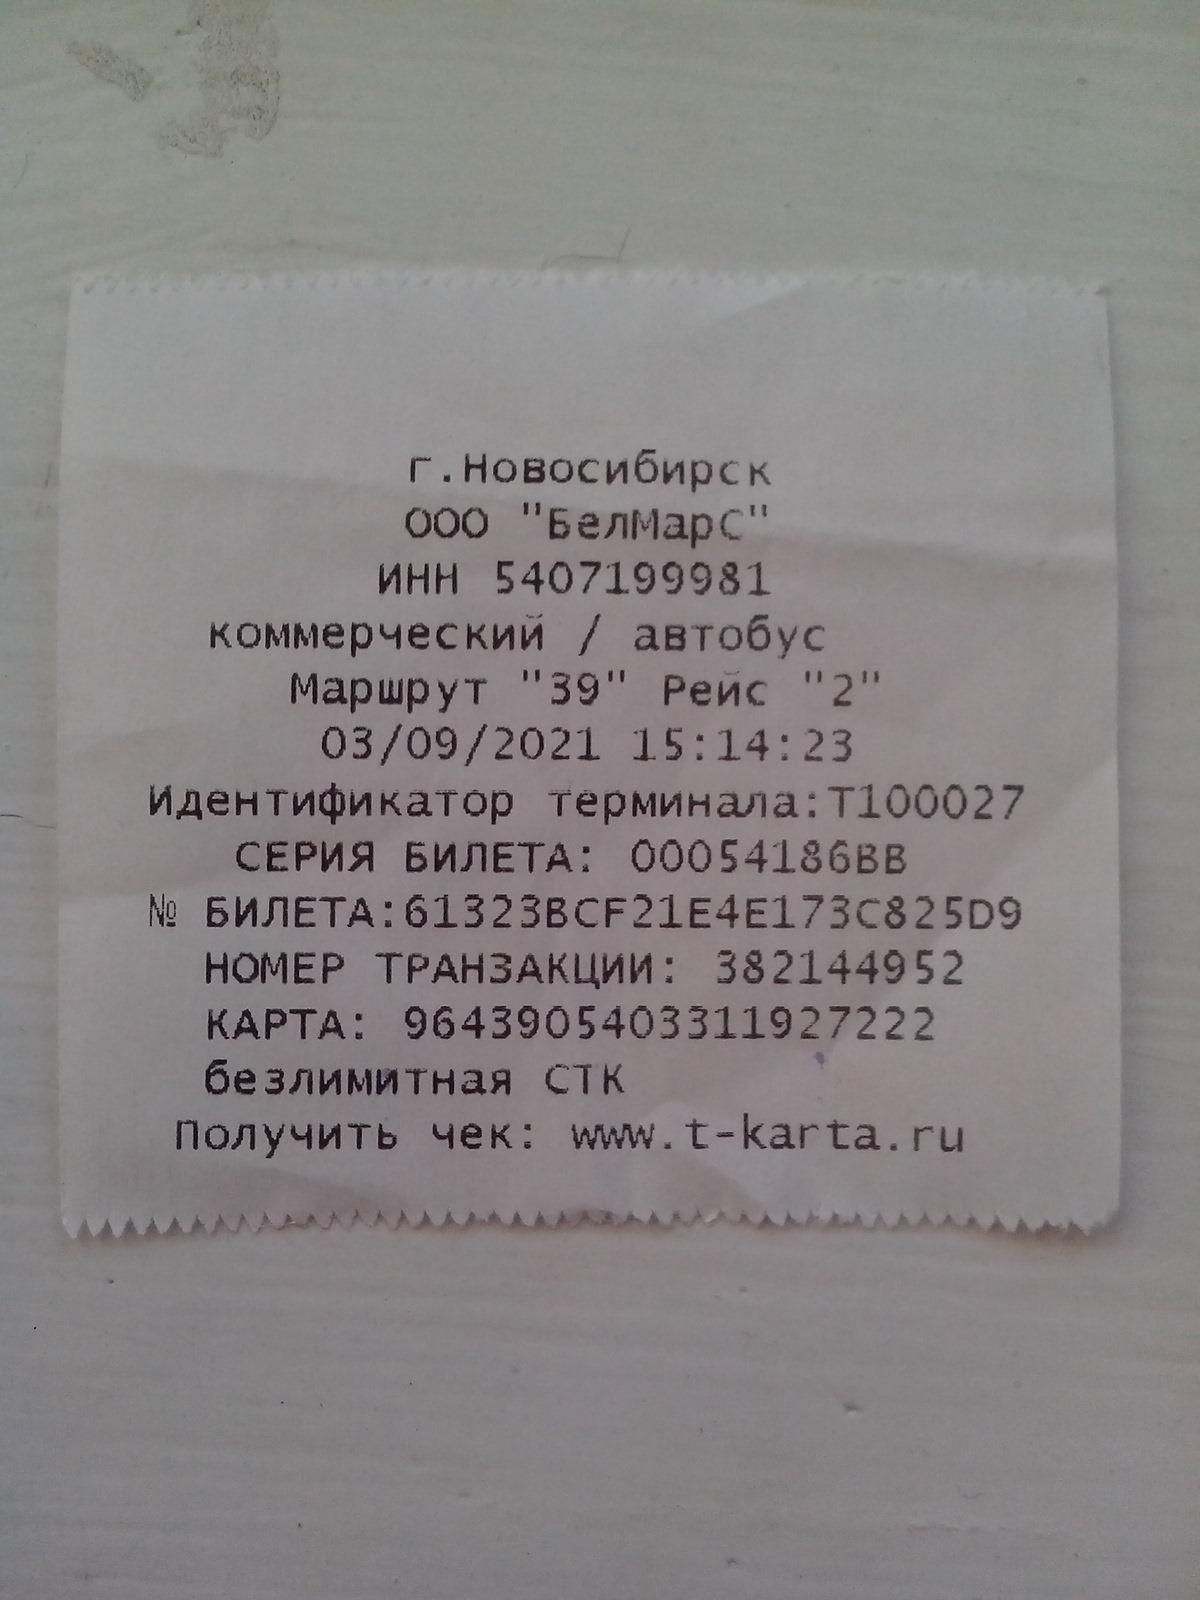 г.Новосибирск
ООО "БелМарС"
ИНН 5407199981
коммерческий / автобус
Маршрут "39" Рейс "2"
03/09/2021 15:14:23
Идентификатор терминала:T100027
СЕРИЯ БИЛЕТА: 00054186BB
№ БИЛЕТА:61323BCF21E4E173C825D9
НОМЕР ТРАНЗАКЦИИ: 382144952
КАРТА: 9643905403311927222
безлимитная СТК
Получить чек: www.t-karta.ru